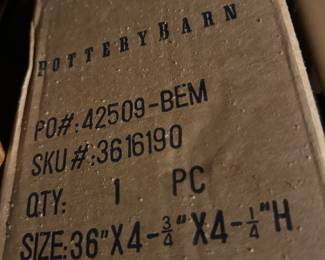 POTTERYBARN
PO#:42509-BEM
SKU#:3616190
QTY: 1 PC
SIZE:36"X4-3/4"X4-1/4"H